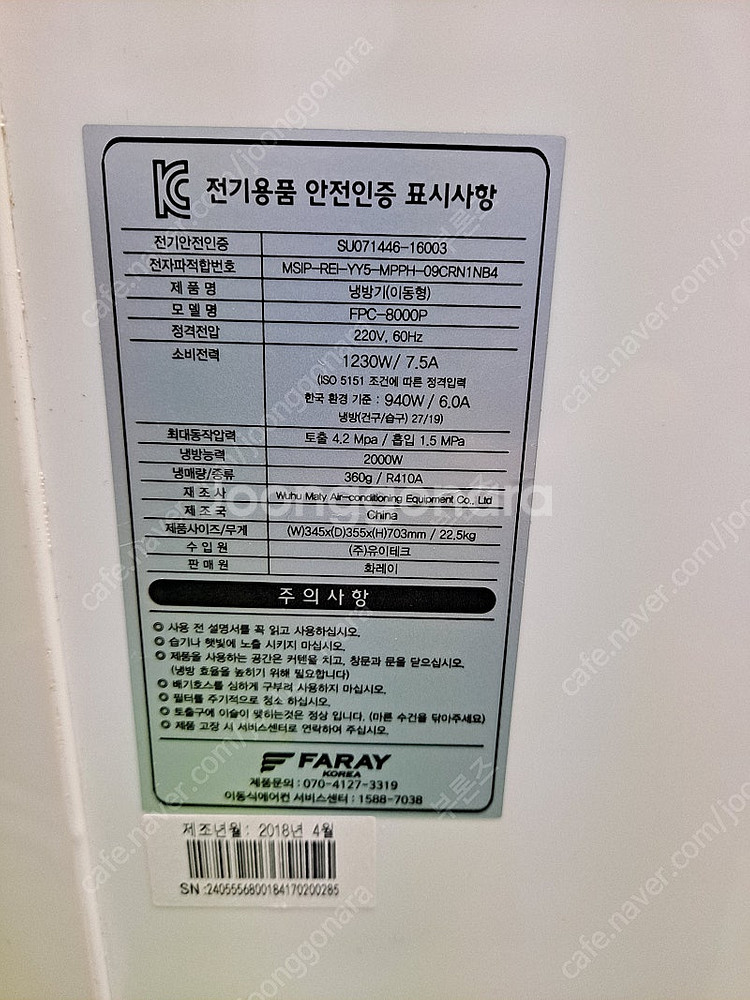 KC 전기용품 안전인증 표시사항
전기안전인증 SU071446-16003
전자파적합번호 MSIP-REI-YY5-MPPH-09CRN1NB4
제 품 명 냉방기(이동형)
모 델 명 FPC-8000P
정격전압 220V, 60Hz
소비전력 1230W/ 7.5A
(ISO 5151 조건에 따른 정격입력
한국 환경 기준 : 940W / 6.0A
냉방(건구/습구) 27/19)
최대동작압력 토출 4.2 Mpa / 흡입 1.5 MPa
냉방능력 2000W
냉매량/종류 360g / R410A
재 조 사 Wuhu Maty Air-conditioning Equipment Co., Ltd
제 조 국 China
제품사이즈/무게 (W)345x(D)355x(H)703mm / 22.5kg
수 입 원 (주)유이테크
판 매 원 화레이
주 의 사 항
◎ 사용 전 설명서를 꼭 읽고 사용하십시오.
◎ 습기나 햇빛에 노출 시키지 마십시오.
◎ 제품을 사용하는 공간은 커텐을 치고, 창문과 문을 닫으십시오.
(냉방 효율을 높히기 위해 필요합니다)
◎ 배기호스를 심하게 구부려 사용하지 마십시오.
◎ 필터를 주기적으로 청소 하십시오.
◎ 토출구에 이슬이 맺하는것은 정상 입니다. (마른 수건을 닦아주세요)
◎ 제품 고장 시 서비스센터로 연락하여 주십시오.
FARAY
KOREA
제품문의 : 070-4127-3319
이동식에어컨 서비스센터 : 1588-7038
제조년월 : 2018년 4월
SN :2405556800184170200285
joonggonara
cafe.naver.com/joonggonara